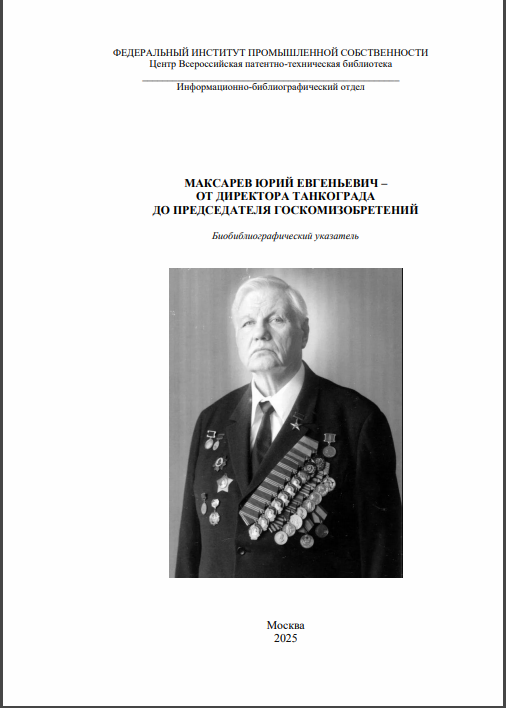 ФЕДЕРАЛЬНЫЙ ИНСТИТУТ ПРОМЫШЛЕННОЙ СОБСТВЕННОСТИ
Центр Всероссийская патентно-техническая библиотека
Информационно-библиографический отдел
МАКСАРЕВ ЮРИЙ ЕВГЕНЬЕВИЧ –
ОТ ДИРЕКТОРА ТАНКОГРАДА
ДО ПРЕДСЕДАТЕЛЯ ГОСКОМИЗОБРЕТЕНИЙ
Биобиблиографический указатель
Москва
2025